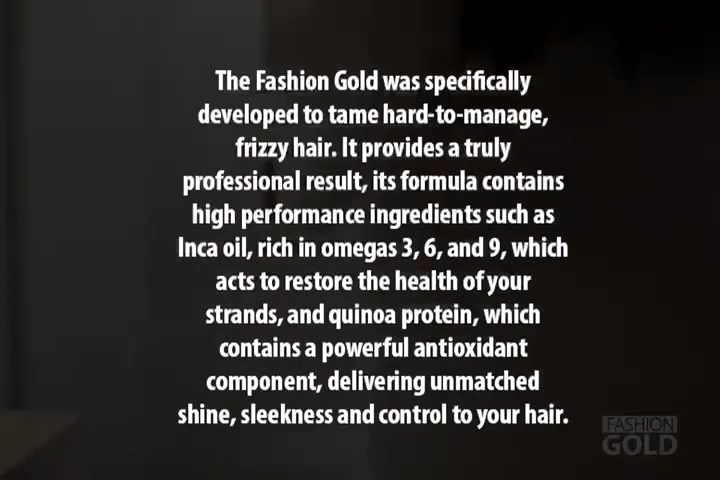 The Fashion Gold was specifically
developed to tame hard-to-manage,
frizzy hair. It provides a truly
professional result, its formula contains
high performance ingredients such as
Inca oil, rich in omegas 3, 6, and 9, which
acts to restore the health of your
strands, and quinoa protein, which
contains a powerful antioxidant
component, delivering unmatched
shine, sleekness and control to your hair.
FASHION
GOLD